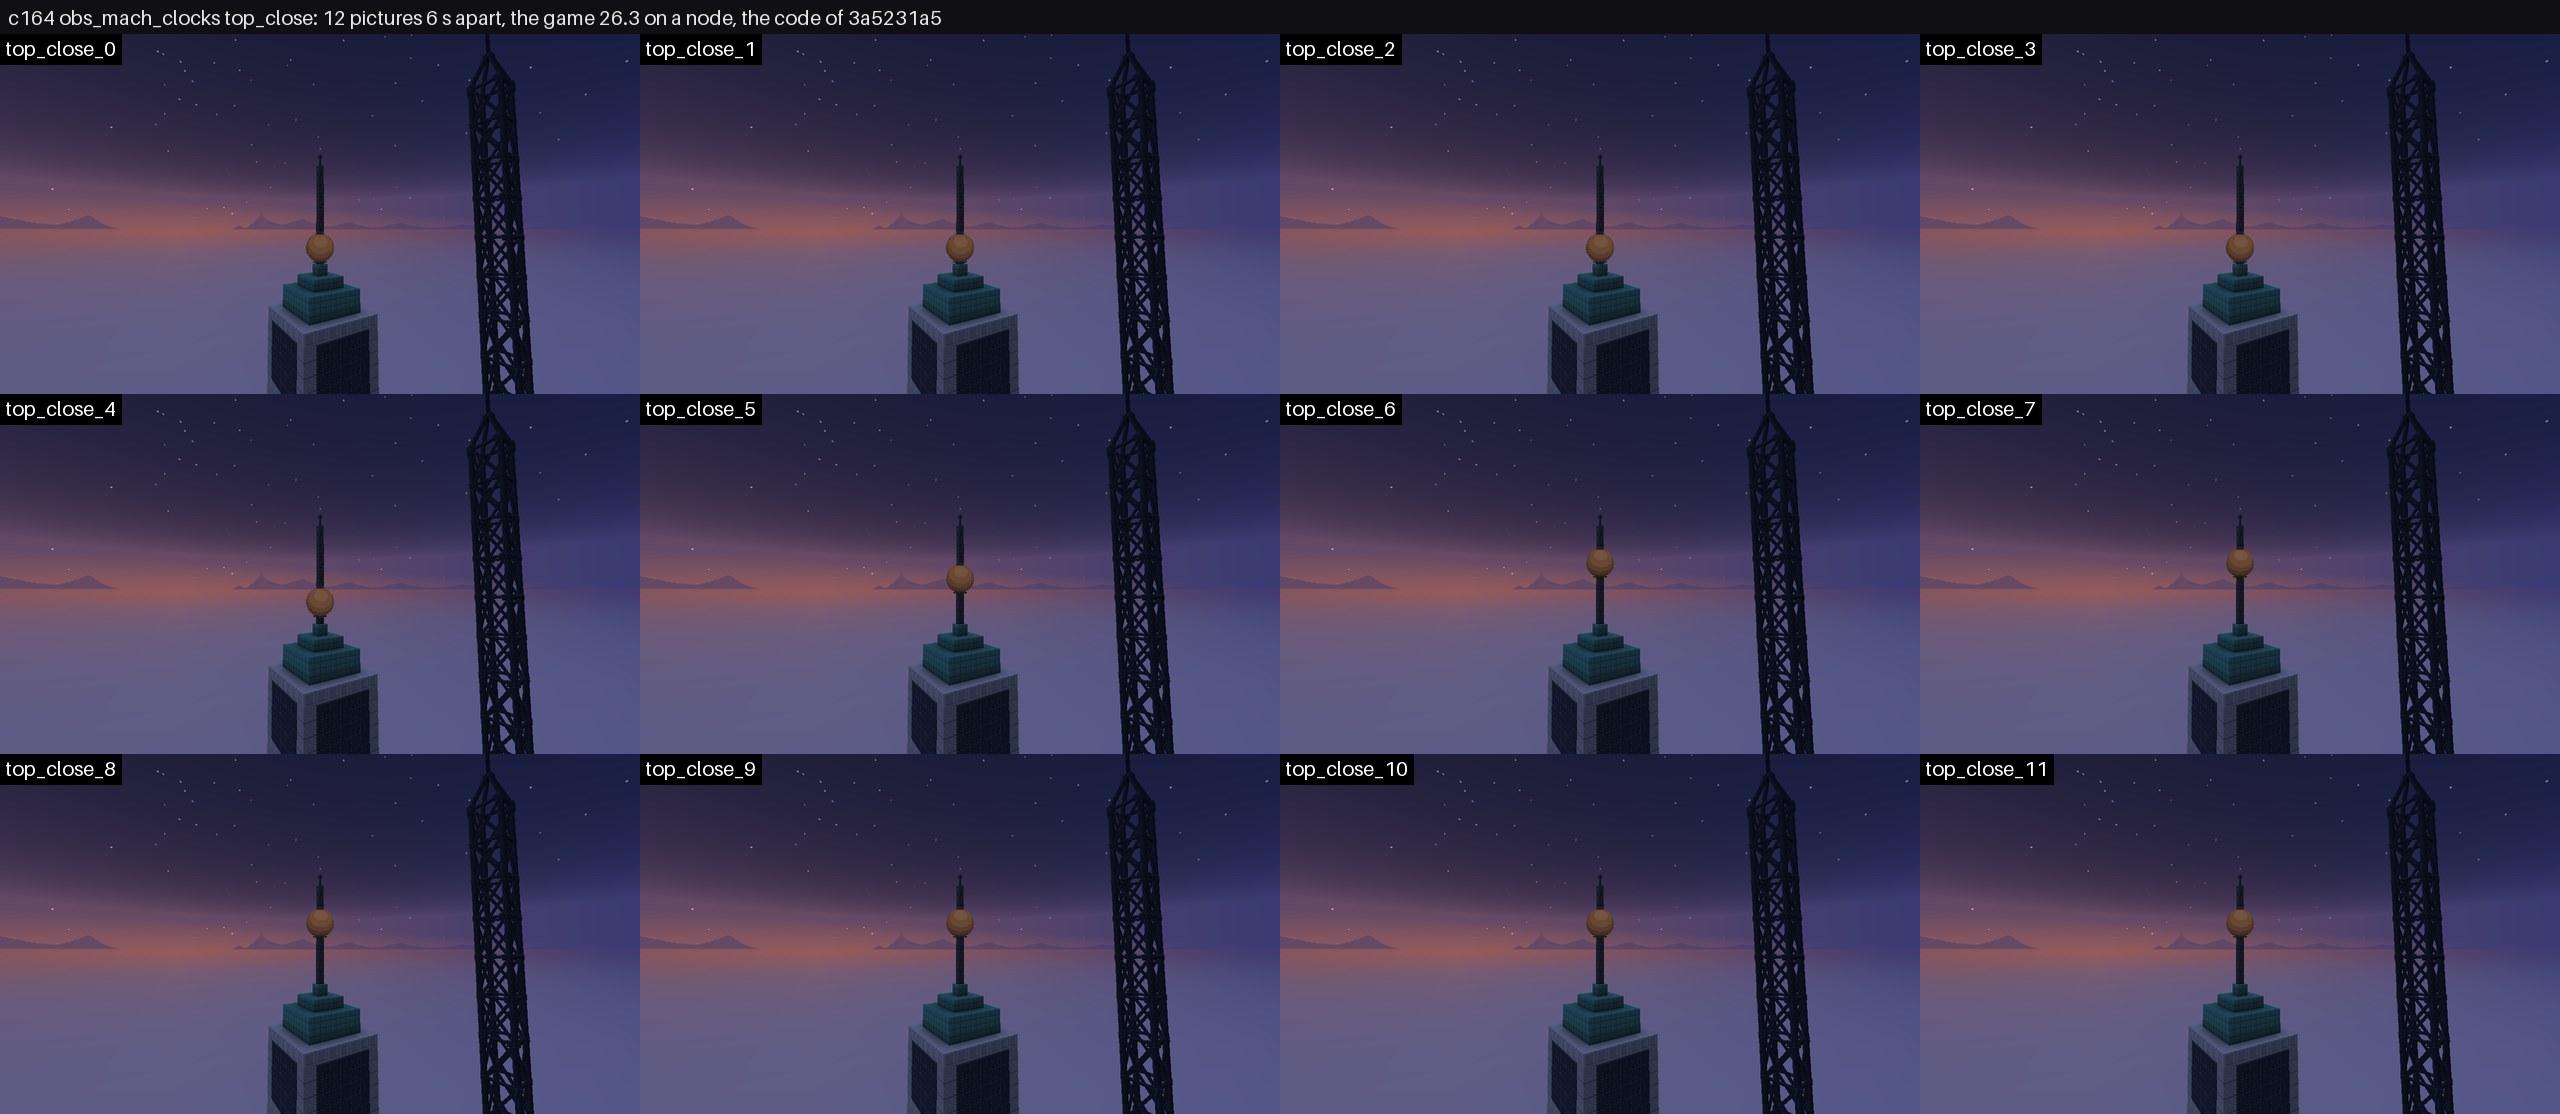 c164 obs_mach_clocks top_close: 12 pictures 6 s apart, the game 26.3 on a node, the code of 3a5231a5
top_close_0
top_close_1
top_close_2
top_close_3
top_close_4
top_close_5
top_close_6
top_close_7
top_close_8
top_close_9
top_close_10
top_close_11